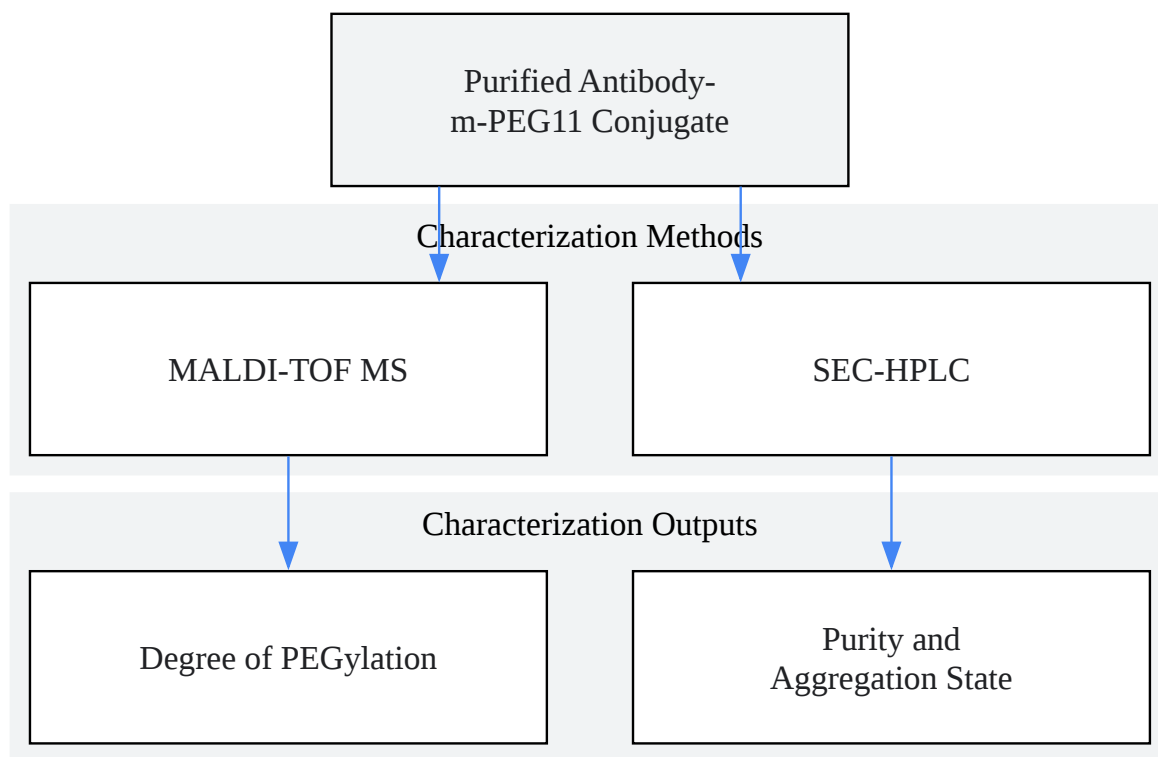 Purified Antibody-
m-PEG11 Conjugate
Characterization Methods
MALDI-TOF MS
SEC-HPLC
Characterization Outputs
Degree of PEGylation
Purity and
Aggregation State